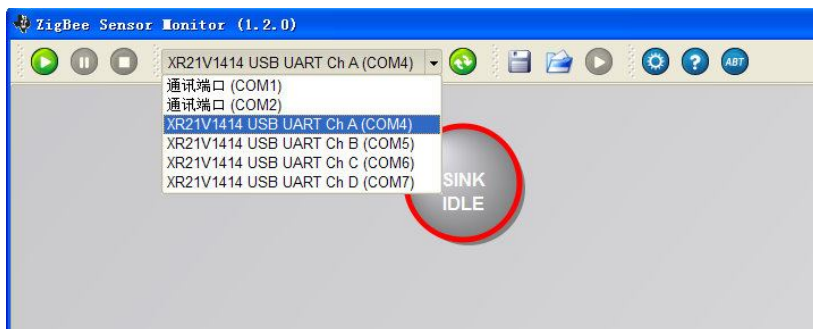 ZigBee Sensor Monitor (1.2.0)
XR21V1414 USB UART Ch A (COM4)
ABT
通讯端口 (COM1)
通讯端口 (COM2)
XR21V1414 USB UART Ch A (COM4)
XR21V1414 USB UART Ch B (COM5)
XR21V1414 USB UART Ch C (COM6)
XR21V1414 USB UART Ch D (COM7)
SINK
IDLE